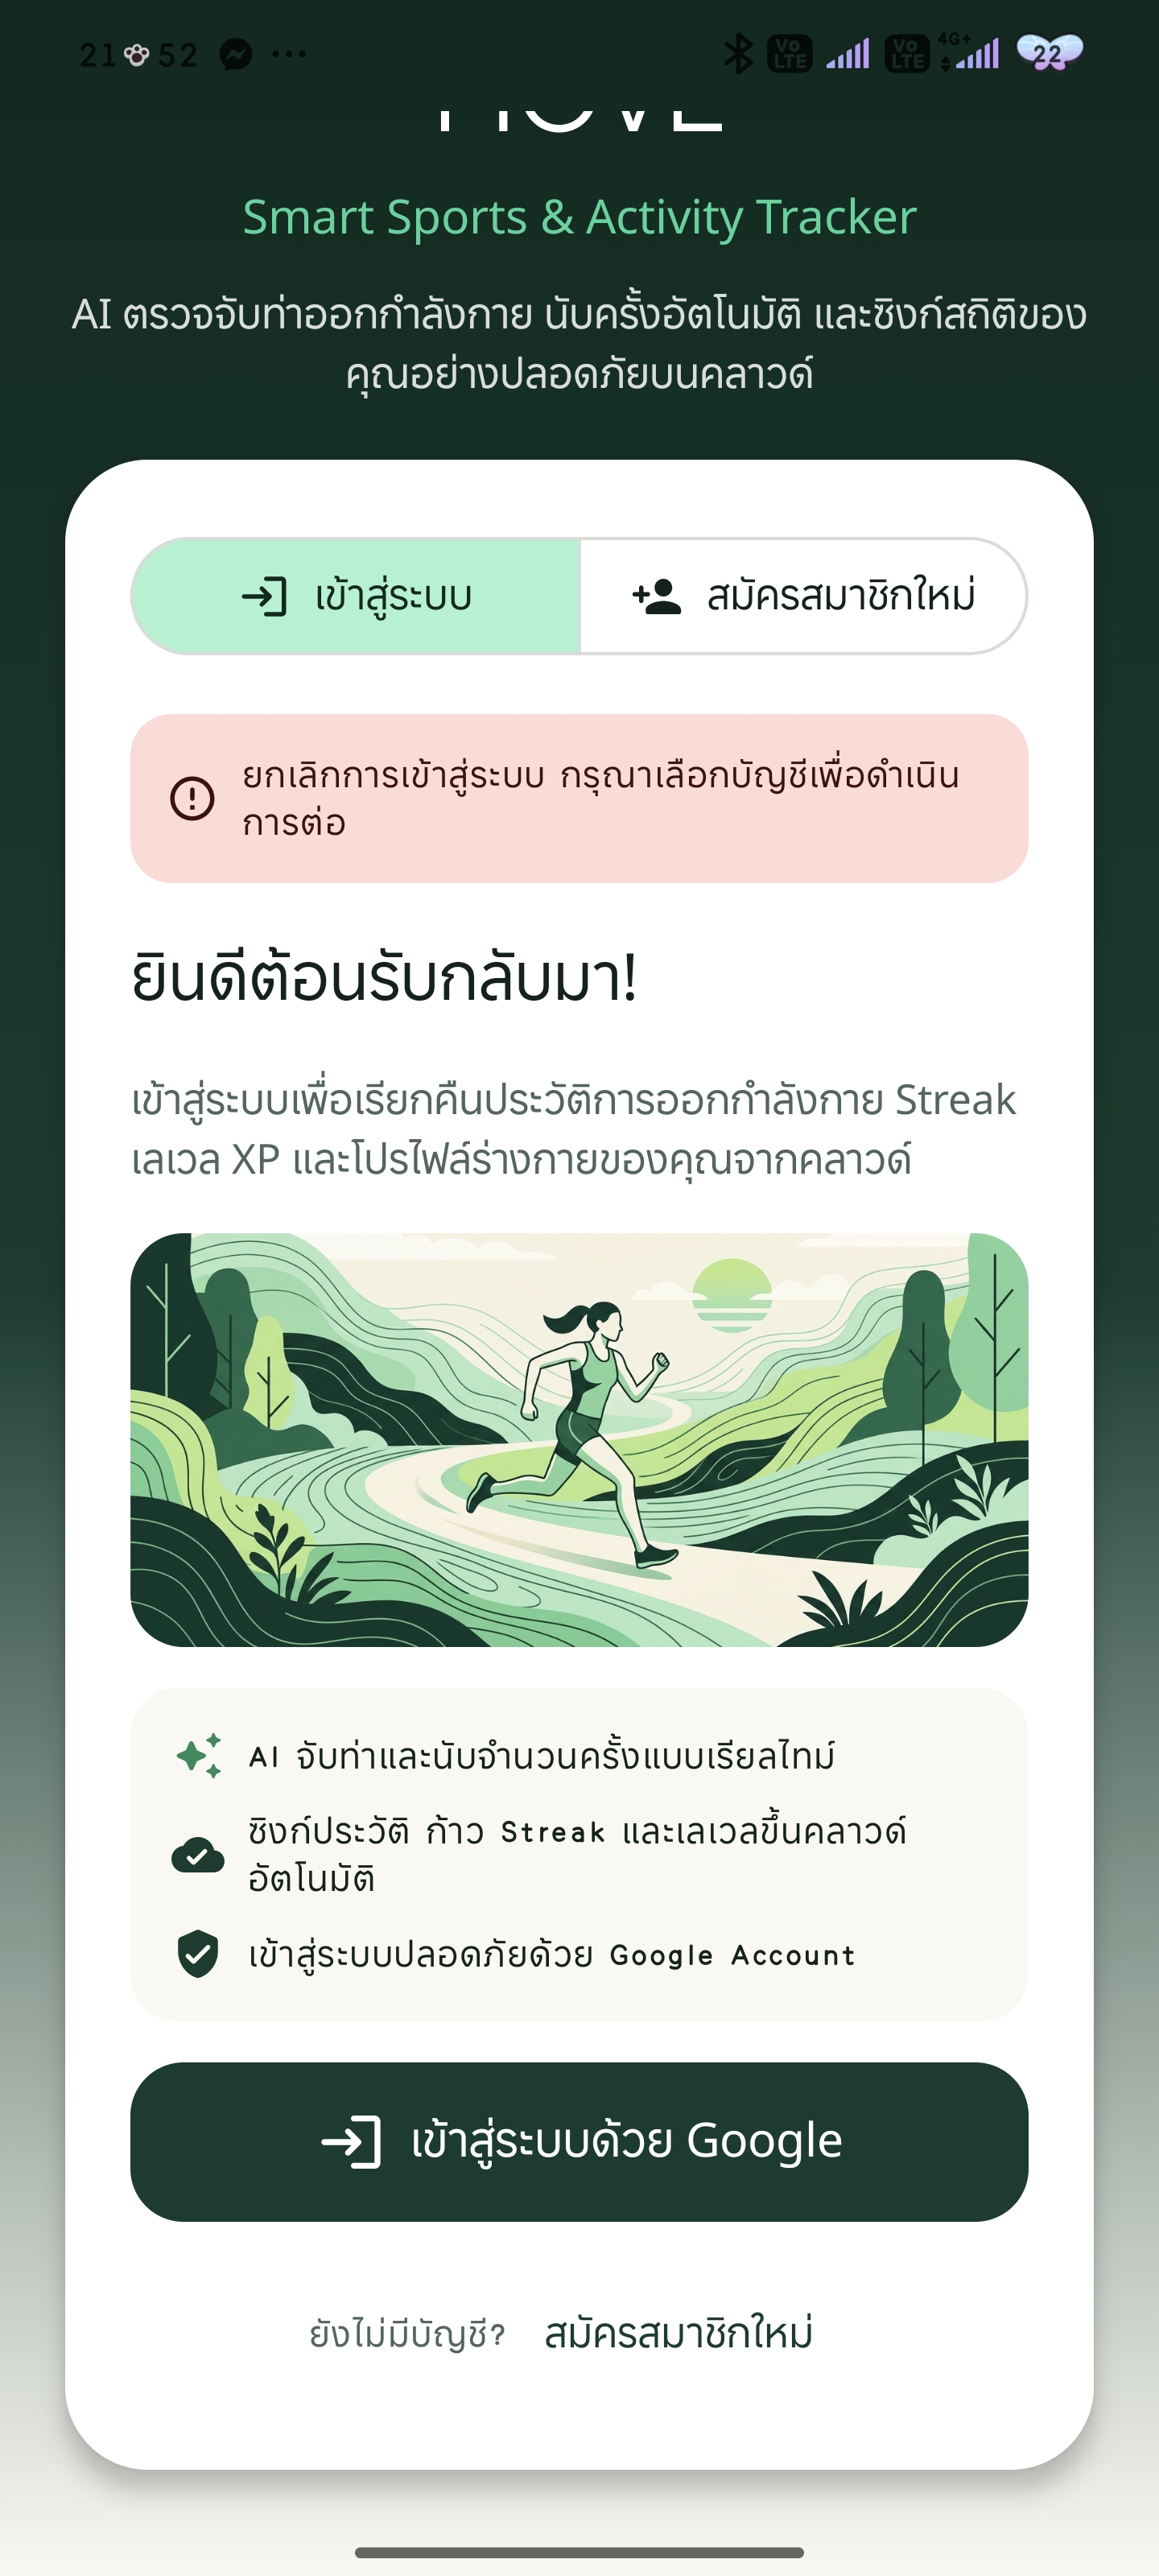 21 52
Vo LTE
Vo LTE
4G+
22
MOVE
Smart Sports & Activity Tracker
AI ตรวจจับท่าออกกำลังกาย นับครั้งอัตโนมัติ และซิงก์สถิติของ
คุณอย่างปลอดภัยบนคลาวด์
เข้าสู่ระบบ
สมัครสมาชิกใหม่
ยกเลิกการเข้าสู่ระบบ กรุณาเลือกบัญชีเพื่อดำเนิน
การต่อ
ยินดีต้อนรับกลับมา!
เข้าสู่ระบบเพื่อเรียกคืนประวัติการออกกำลังกาย Streak
เลเวล XP และโปรไฟล์ร่างกายของคุณจากคลาวด์
AI จับท่าและนับจำนวนครั้งแบบเรียลไทม์
ซิงก์ประวัติ ก้าว Streak และเลเวลขึ้นคลาวด์
อัตโนมัติ
เข้าสู่ระบบปลอดภัยด้วย Google Account
เข้าสู่ระบบด้วย Google
ยังไม่มีบัญชี? สมัครสมาชิกใหม่